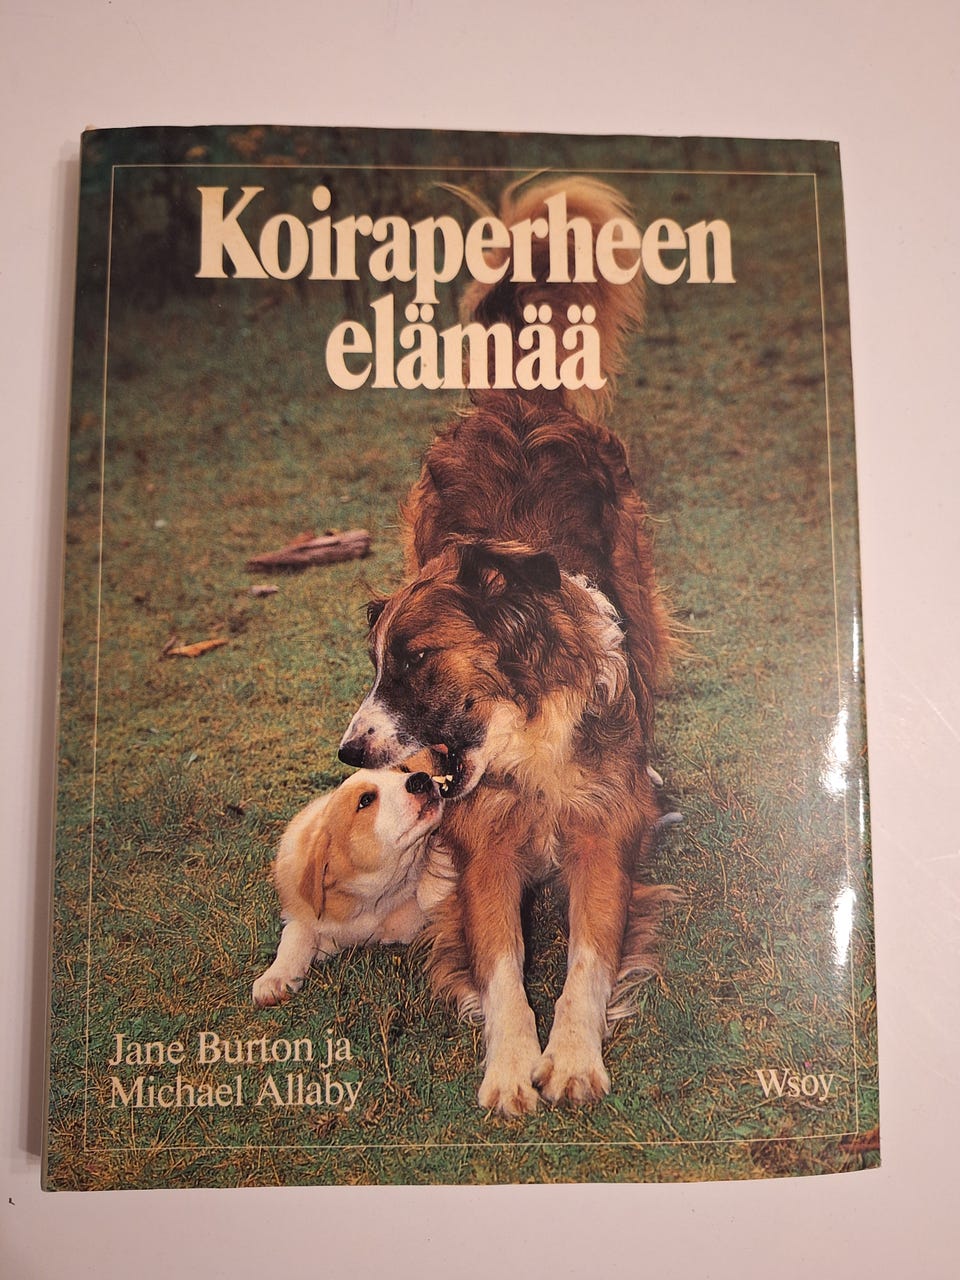 Koiraperheen
elämää
Jane Burton ja
Michael Allaby
Wsoy